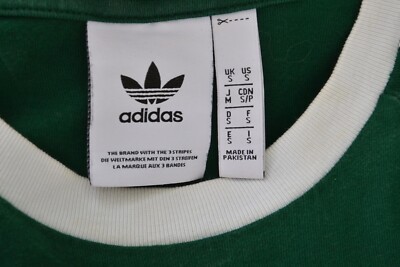 adidas
THE BRAND WITH THE 3 STRIPES
DIE WELTMARKE MIT DEN 3 STREIFEN
LA MARQUE AUX 3 BANDES
UK US
S S
J CDN
M S/P
D F
S S
E I
S S
MADE IN
PAKISTAN